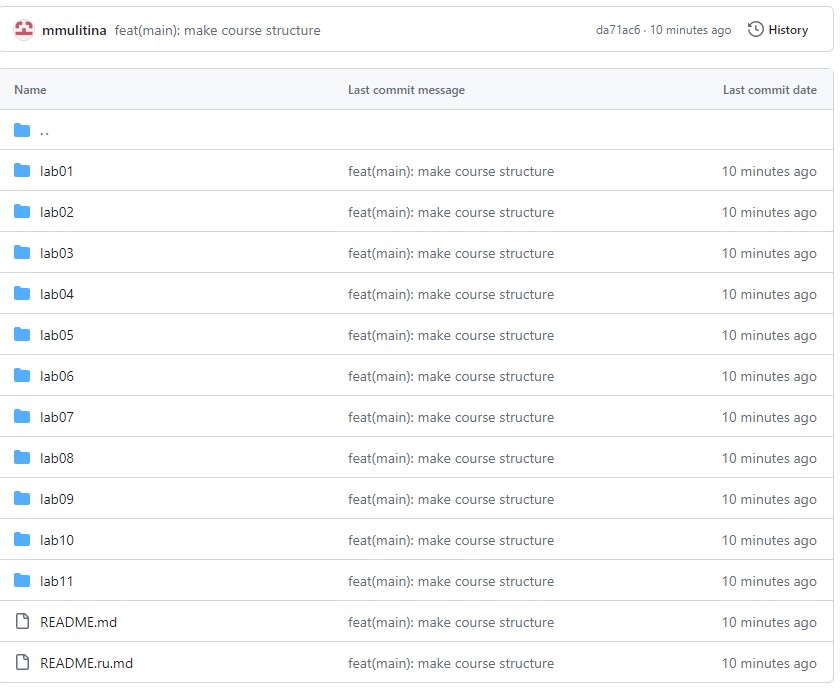 mmulitina feat(main): make course structure da71ac6 · 10 minutes ago History
Name Last commit message Last commit date
..
lab01 feat(main): make course structure 10 minutes ago
lab02 feat(main): make course structure 10 minutes ago
lab03 feat(main): make course structure 10 minutes ago
lab04 feat(main): make course structure 10 minutes ago
lab05 feat(main): make course structure 10 minutes ago
lab06 feat(main): make course structure 10 minutes ago
lab07 feat(main): make course structure 10 minutes ago
lab08 feat(main): make course structure 10 minutes ago
lab09 feat(main): make course structure 10 minutes ago
lab10 feat(main): make course structure 10 minutes ago
lab11 feat(main): make course structure 10 minutes ago
README.md feat(main): make course structure 10 minutes ago
README.ru.md feat(main): make course structure 10 minutes ago